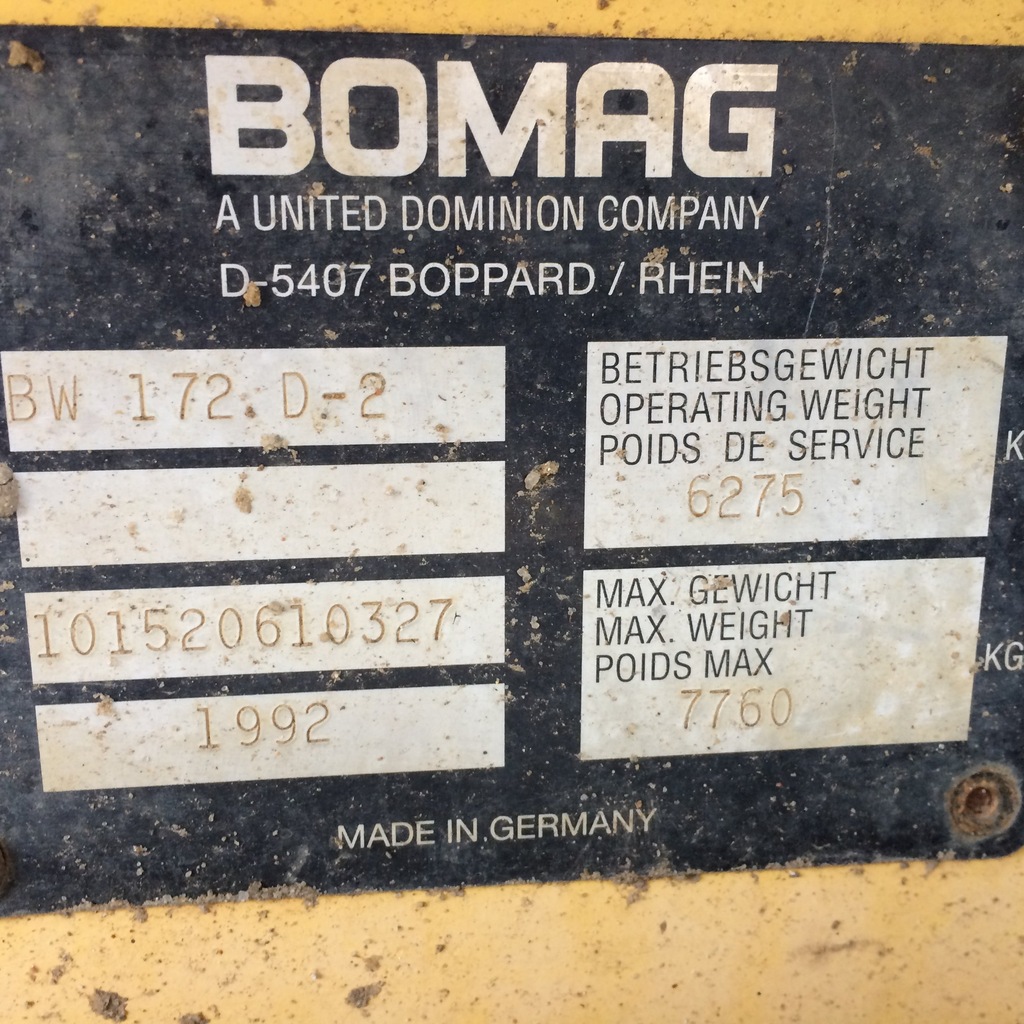 BOMAG
A UNITED DOMINION COMPANY
D-5407 BOPPARD / RHEIN
BW 172 D-2
101520610327
1992
BETRIEBSGEWICHT
OPERATING WEIGHT
POIDS DE SERVICE
6275
K
MAX. GEWICHT
MAX. WEIGHT
POIDS MAX
7760
KG
MADE IN GERMANY